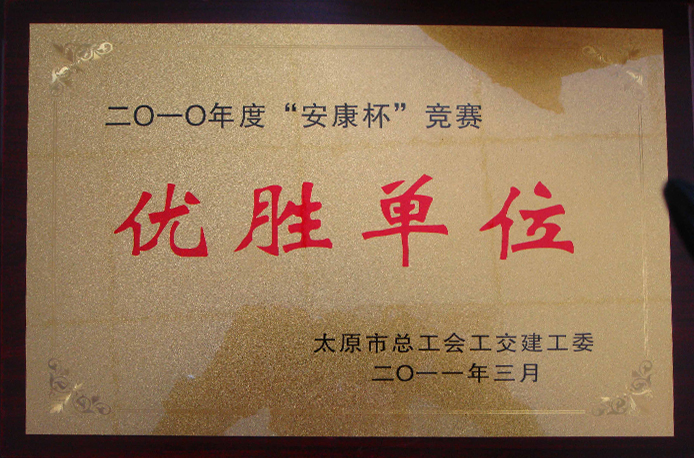 二〇一〇年度“安康杯”竞赛
优胜单位
太原市总工会工交建工委
二〇一一年三月